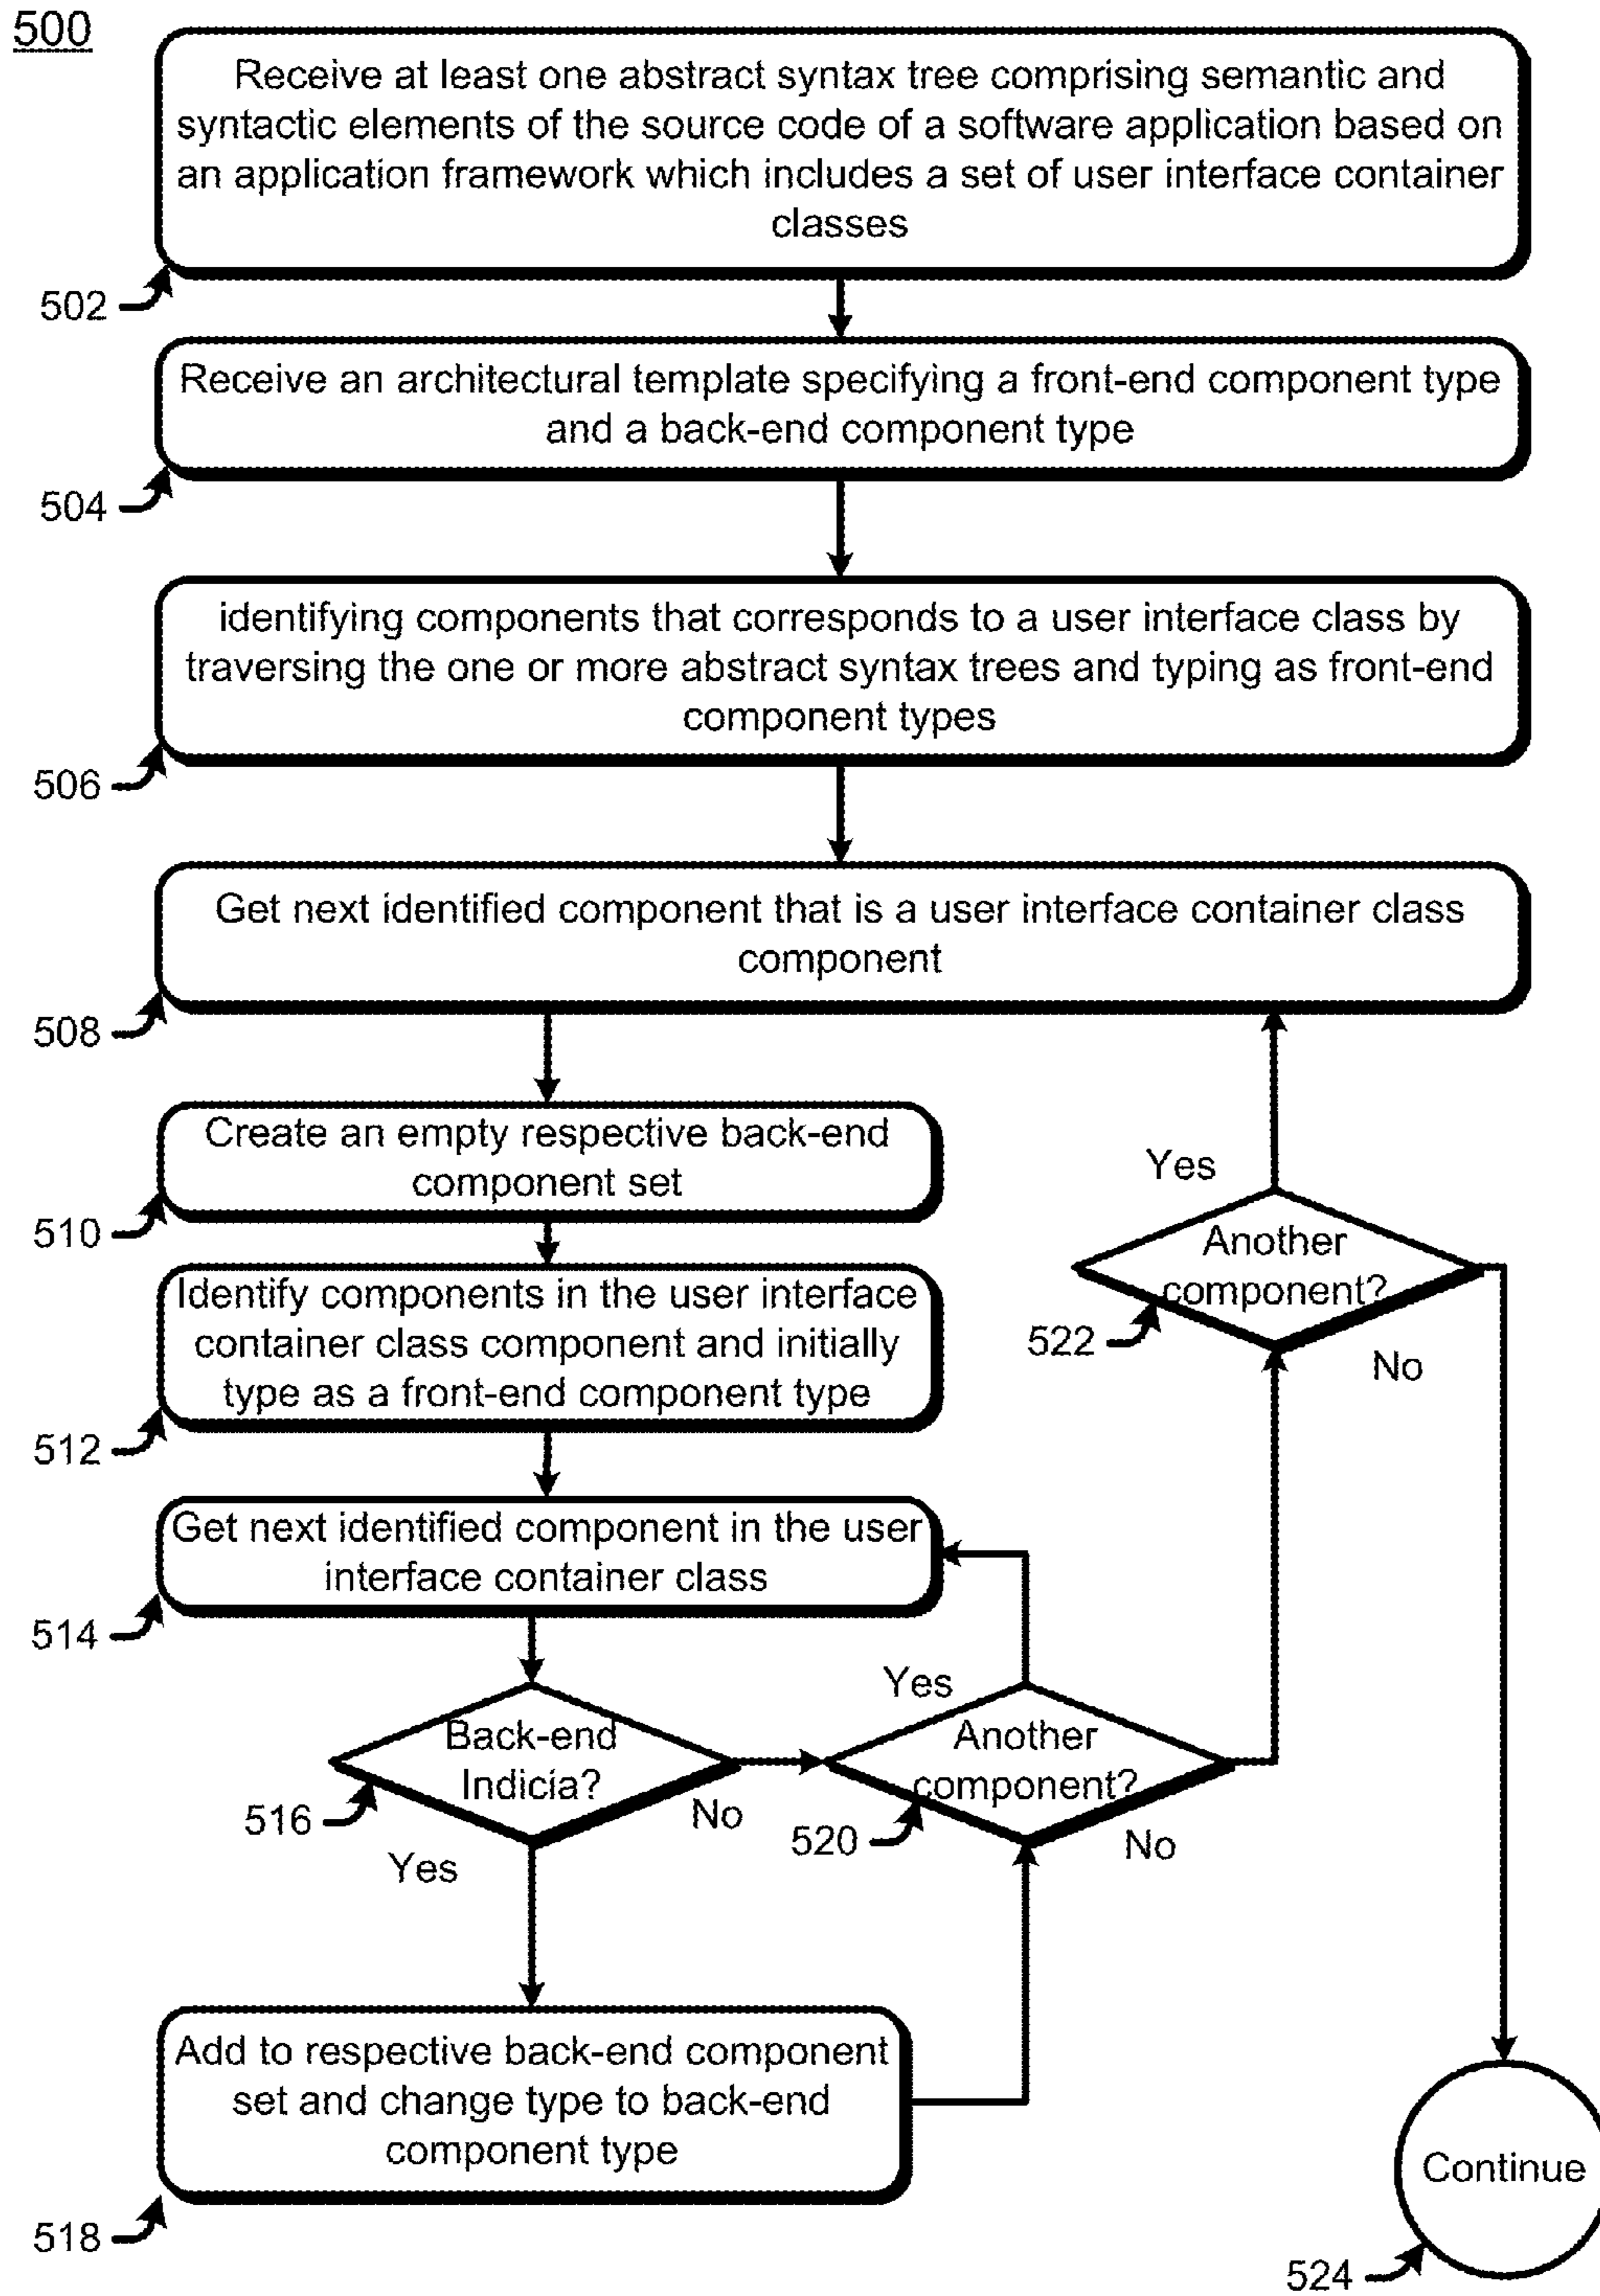 500
Receive at least one abstract syntax tree comprising semantic and
syntactic elements of the source code of a software application based on
an application framework which includes a set of user interface container
classes
502
Receive an architectural template specifying a front-end component type
and a back-end component type
504
identifying components that corresponds to a user interface class by
traversing the one or more abstract syntax trees and typing as front-end
component types
506
Get next identified component that is a user interface container class
component
508
Create an empty respective back-end
component set
510
Identify components in the user interface
container class component and initially
type as a front-end component type
512
Yes
Another
component?
522
No
Get next identified component in the user
interface container class
514
Back-end
Indicia?
516
No
Yes
Yes
Another
component?
520
No
Add to respective back-end component
set and change type to back-end
component type
518
Continue
524